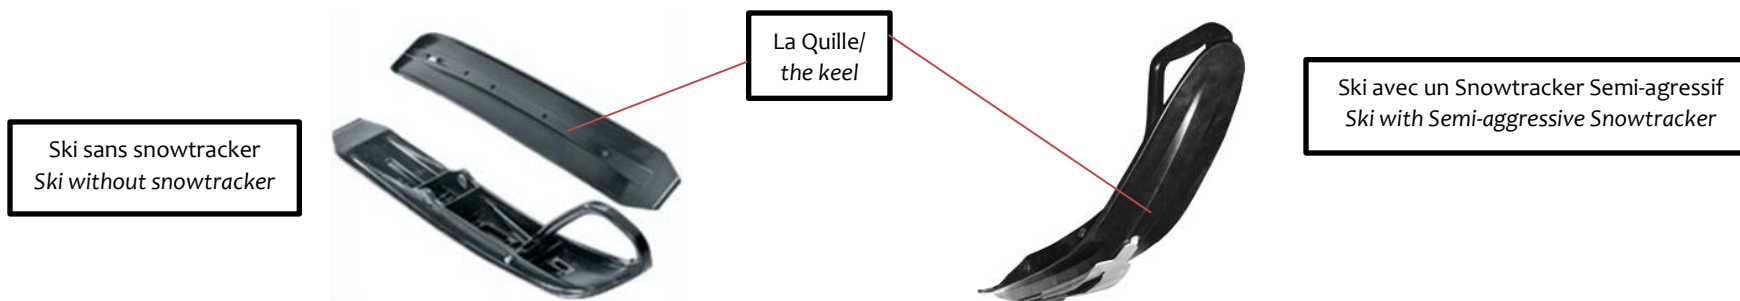 La Quille/
the keel
Ski avec un Snowtracker Semi-agressif
Ski with Semi-aggressive Snowtracker
Ski sans snowtracker
Ski without snowtracker